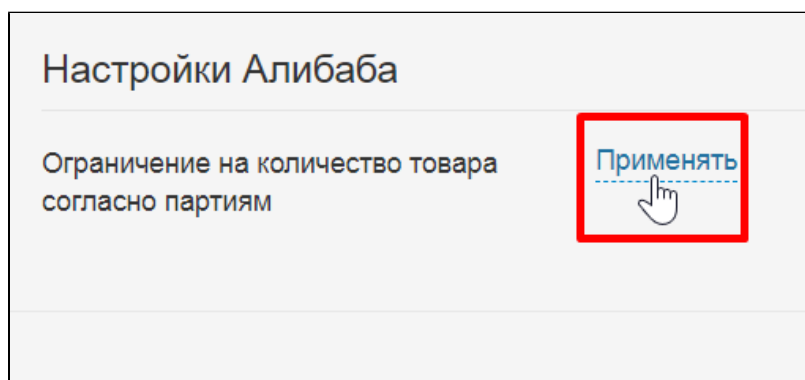 Настройки Алибаба
Ограничение на количество товара
согласно партиям
Применять